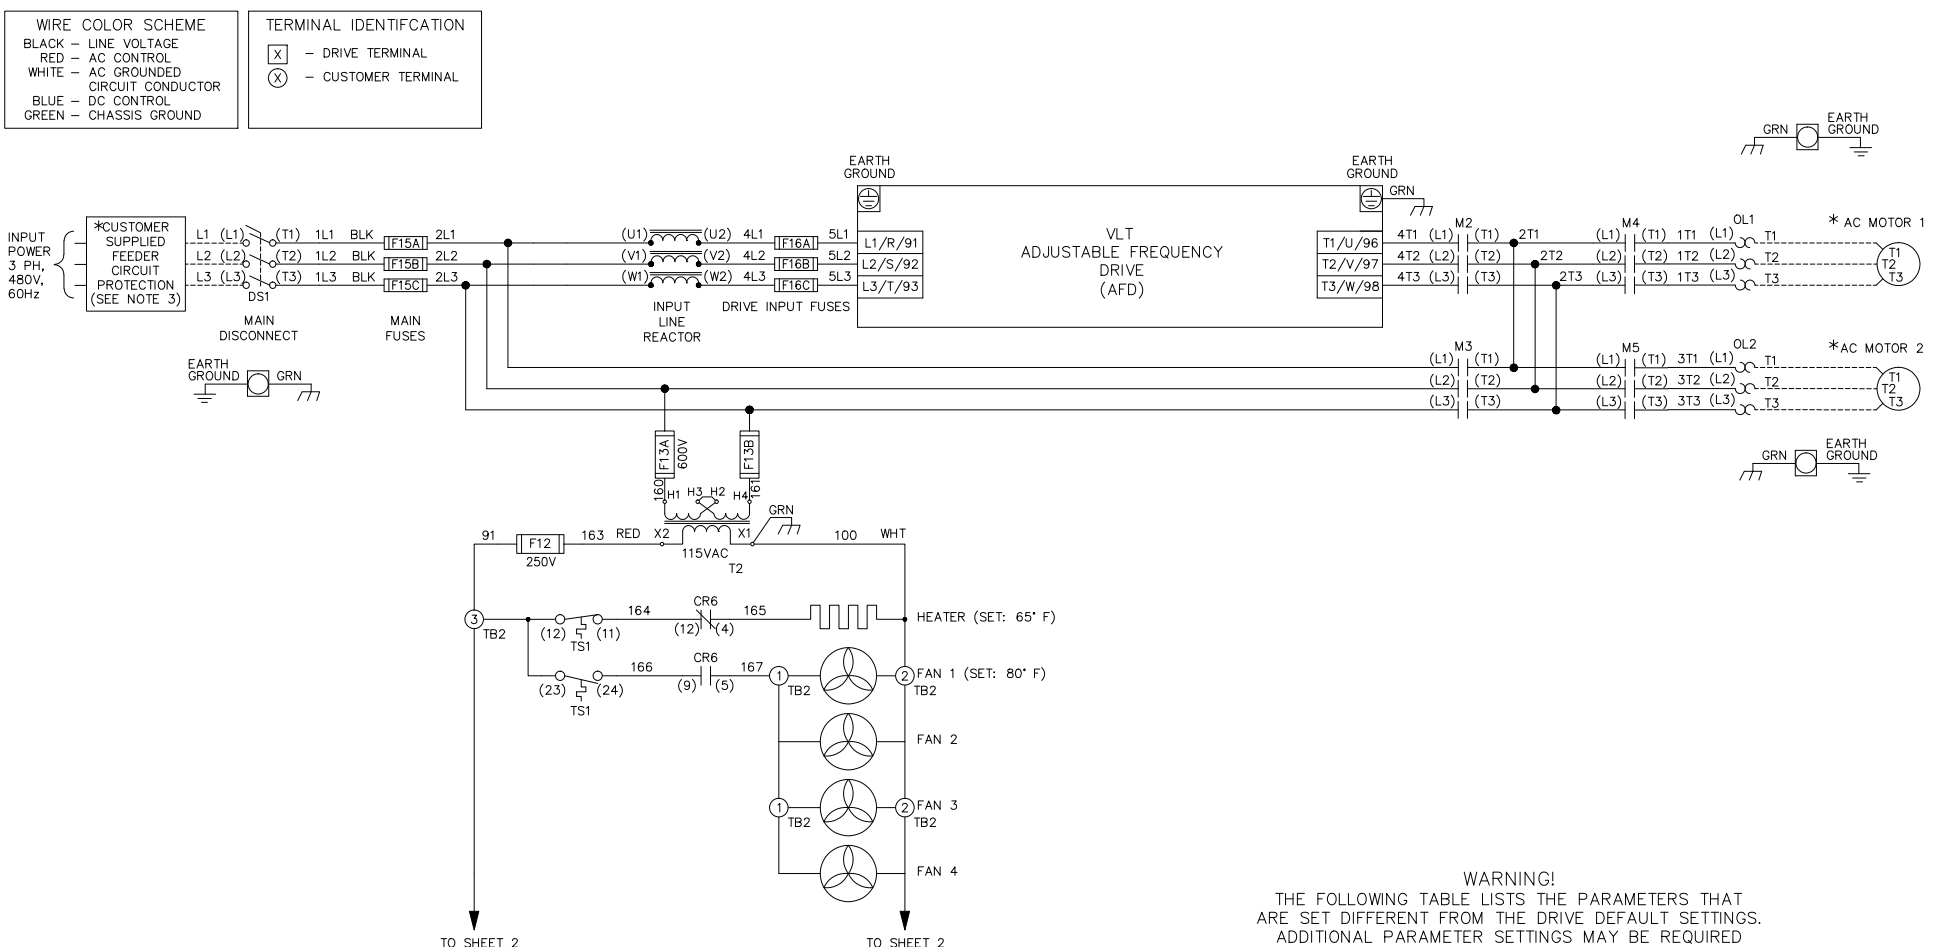 WIRE COLOR SCHEME
BLACK – LINE VOLTAGE
RED – AC CONTROL
WHITE – AC GROUNDED
CIRCUIT CONDUCTOR
BLUE – DC CONTROL
GREEN – CHASSIS GROUND
TERMINAL IDENTIFCATION
X – DRIVE TERMINAL
X – CUSTOMER TERMINAL
GRN
EARTH
GROUND
EARTH
GROUND
EARTH
GROUND
GRN
INPUT
POWER
3 PH,
480V,
60Hz
*CUSTOMER
SUPPLIED
FEEDER
CIRCUIT
PROTECTION
(SEE NOTE 3)
L1 (L1) (T1) 1L1 BLK F15A 2L1 (U1) (U2) 4L1 F16A 5L1 L1/R/91
L2 (L2) (T2) 1L2 BLK F15B 2L2 (V1) (V2) 4L2 F16B 5L2 L2/S/92
L3 (L3) (T3) 1L3 BLK F15C 2L3 (W1) (W2) 4L3 F16C 5L3 L3/T/93
DS1
MAIN
DISCONNECT
MAIN
FUSES
INPUT
LINE
REACTOR
DRIVE INPUT FUSES
VLT
ADJUSTABLE FREQUENCY
DRIVE
(AFD)
M2 M4 OL1 * AC MOTOR 1
T1/U/96 4T1 (L1) (T1) 2T1 (L1) (T1) 1T1 (L1) T1 T1
T2/V/97 4T2 (L2) (T2) 2T2 (L2) (T2) 1T2 (L2) T2 T2
T3/W/98 4T3 (L3) (T3) 2T3 (L3) (T3) 1T3 (L3) T3 T3
M3 M5 OL2 *AC MOTOR 2
(L1) (T1) (L1) (T1) 3T1 (L1) T1 T1
(L2) (T2) (L2) (T2) 3T2 (L2) T2 T2
(L3) (T3) (L3) (T3) 3T3 (L3) T3 T3
EARTH
GROUND
GRN
GRN
EARTH
GROUND
F13A
600V
F13B
160
161
H1 H3 H2 H4
GRN
91 F12 163 RED X2 X1 100 WHT
250V
115VAC
T2
3
TB2
(12) (11)
TS1
164
CR6
(12) (4)
165
HEATER (SET: 65° F)
(23) (24)
TS1
166
CR6
(9) (5)
167
1
TB2
2
TB2
FAN 1 (SET: 80° F)
FAN 2
1
TB2
2
TB2
FAN 3
FAN 4
TO SHEET 2
TO SHEET 2
WARNING!
THE FOLLOWING TABLE LISTS THE PARAMETERS THAT
ARE SET DIFFERENT FROM THE DRIVE DEFAULT SETTINGS.
ADDITIONAL PARAMETER SETTINGS MAY BE REQUIRED